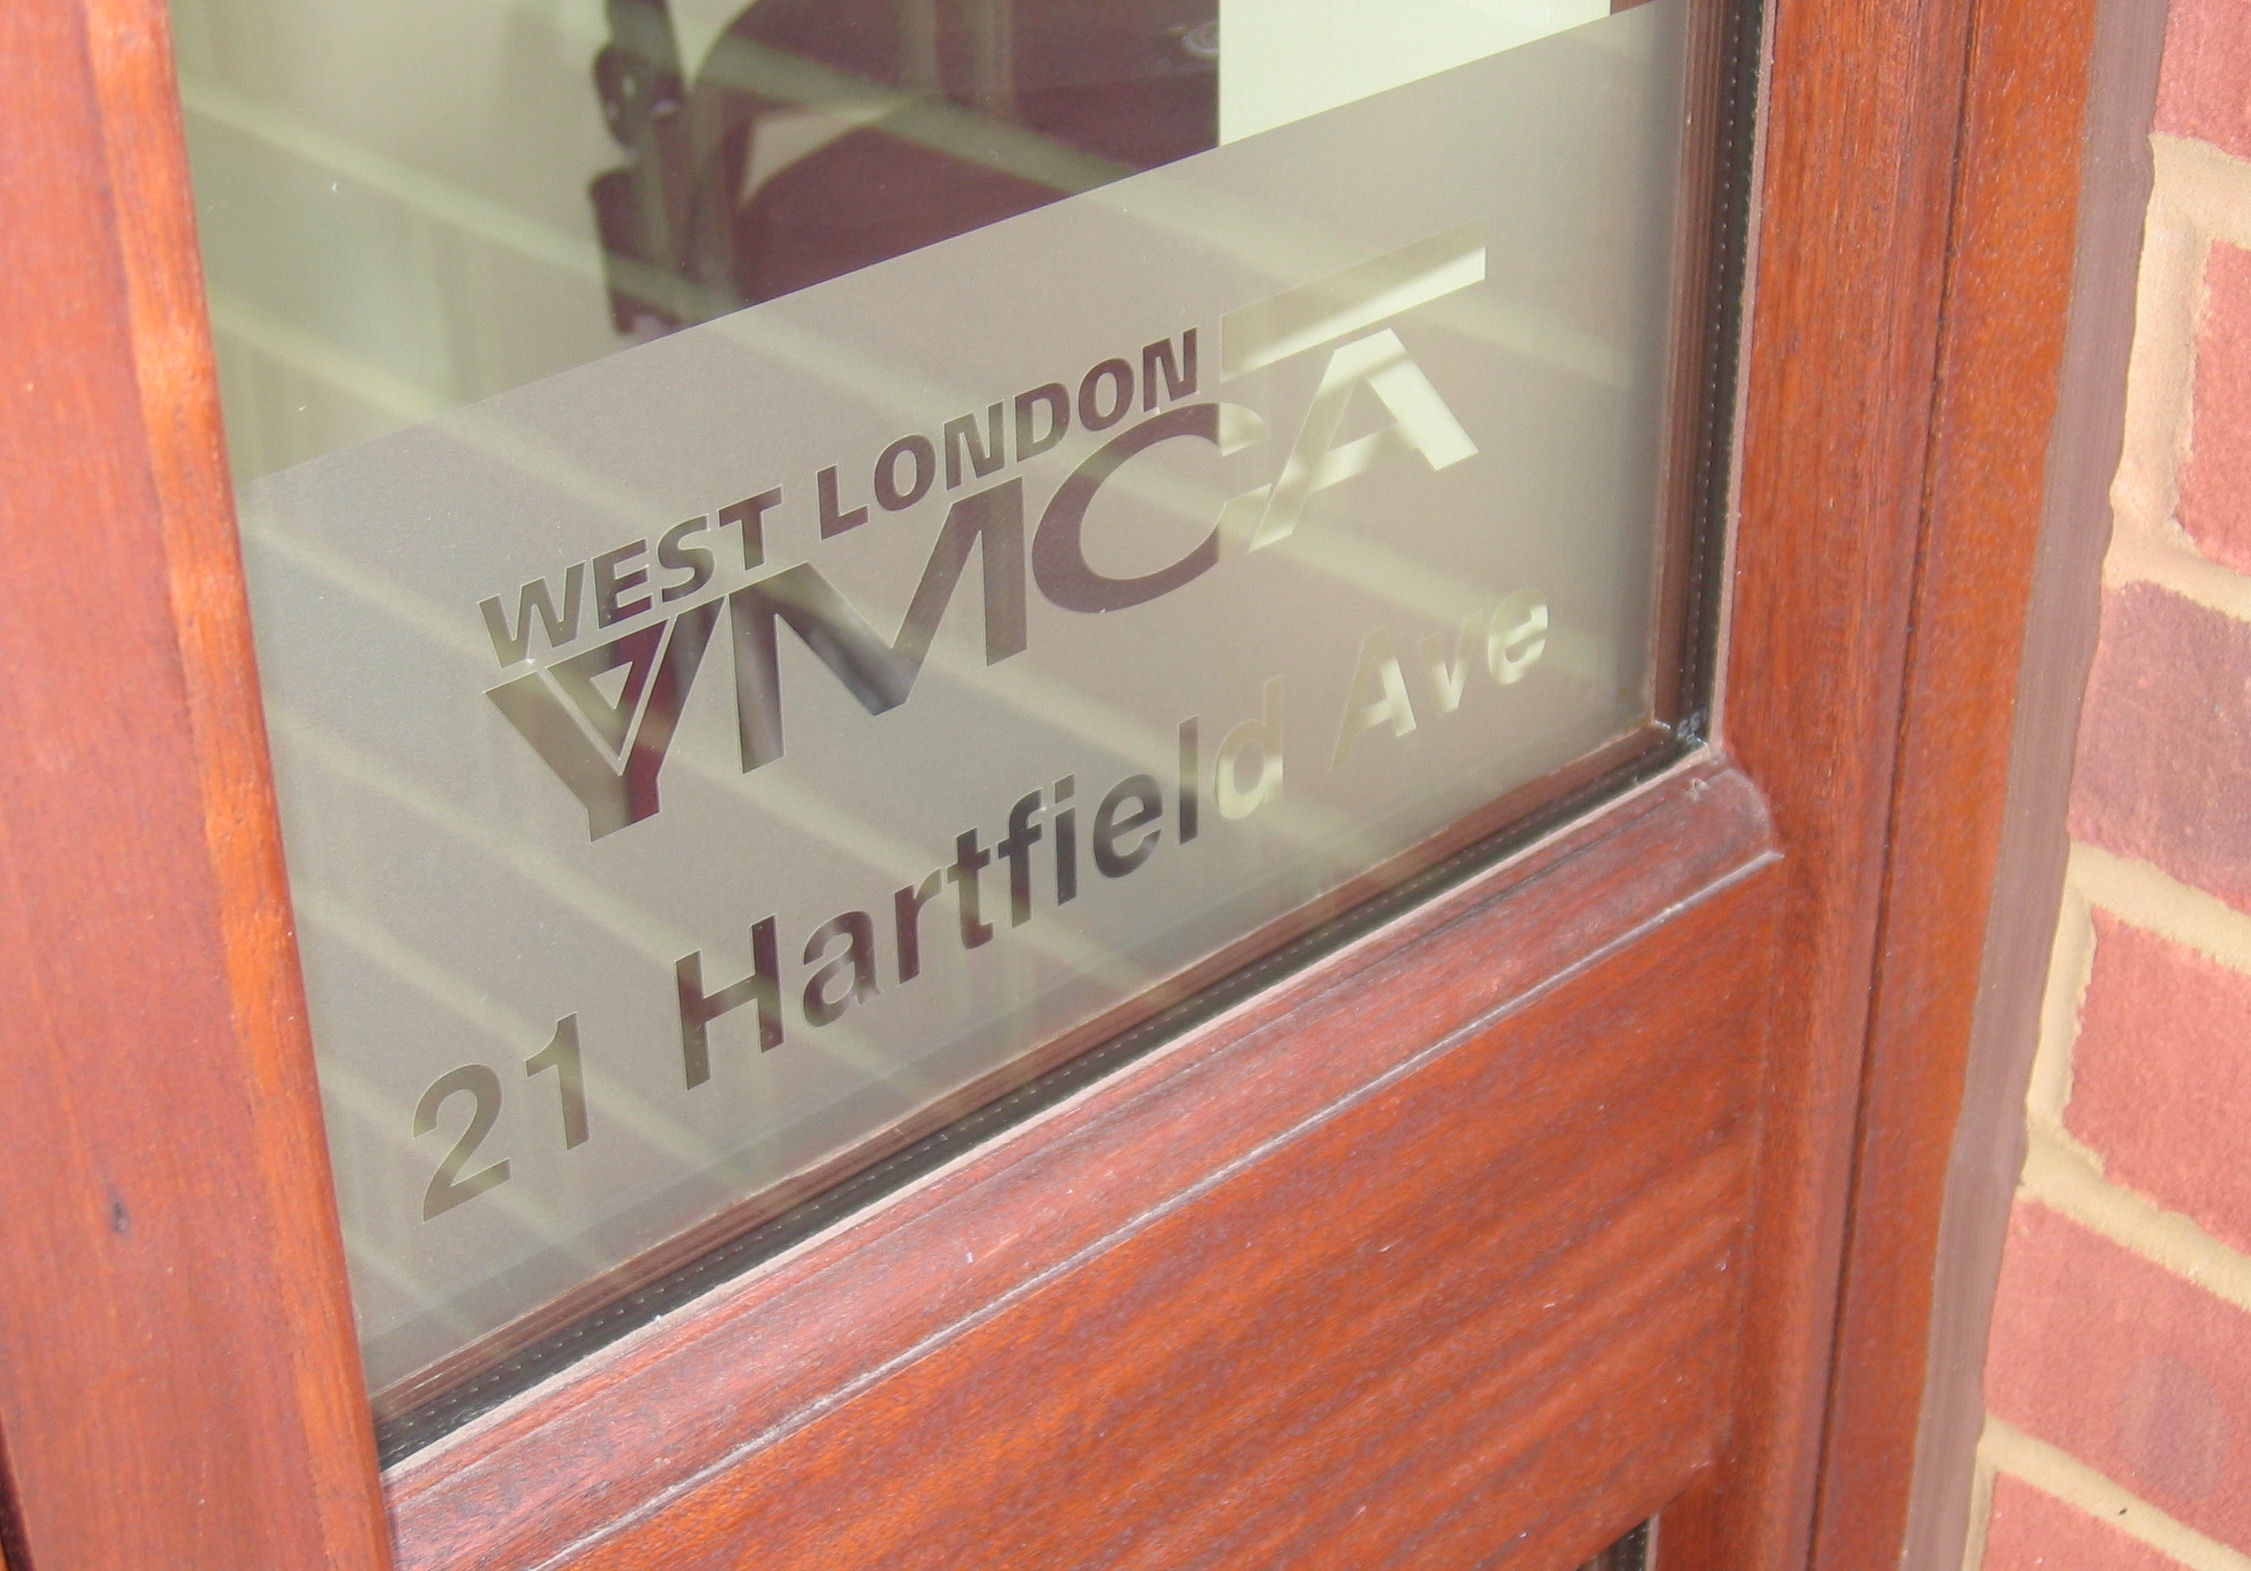 WEST LONDON
YMCA
21 Hartfield Ave